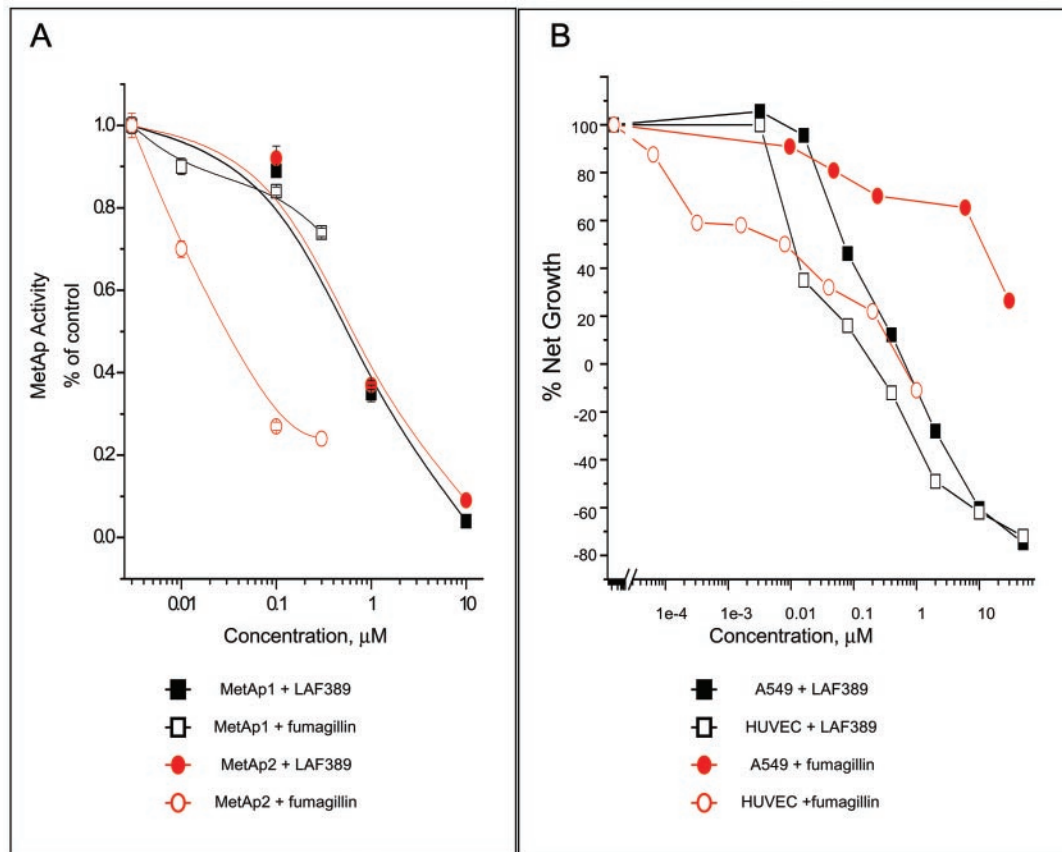 A
MetAp Activity
% of control
1.0
0.8
0.6
0.4
0.2
0.0
0.01
0.1
1
10
Concentration, μM
MetAp1 + LAF389
MetAp1 + fumagillin
MetAp2 + LAF389
MetAp2 + fumagillin
B
% Net Growth
100
80
60
40
20
0
-20
-40
-60
-80
1e-4
1e-3
0.01
0.1
1
10
Concentration, μM
A549 + LAF389
HUVEC + LAF389
A549 + fumagillin
HUVEC +fumagillin